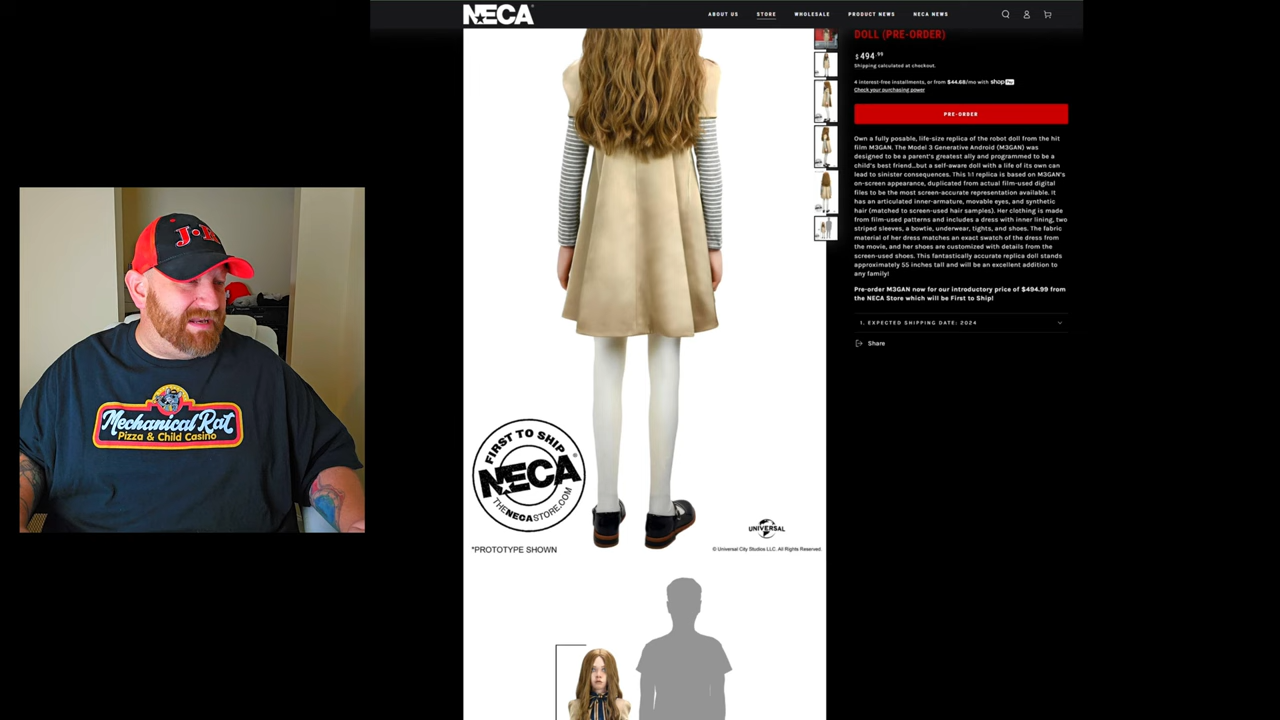 NECA
ABOUT US
STORE
WHOLESALE
PRODUCT NEWS
NECA NEWS
DOLL (PRE-ORDER)
$494.99
Shipping calculated at checkout.
4 interest-free installments, or from $44.68/mo with shop Pay
Check your purchasing power
PRE-ORDER
Own a fully posable, life-size replica of the robot doll from the hit
film M3GAN. The Model 3 Generative Android (M3GAN) was
designed to be a parent's greatest ally and programmed to be a
child's best friend...but a self-aware doll with a life of its own can
lead to sinister consequences. This 1:1 replica is based on M3GAN's
on-screen appearance, duplicated from actual film-used digital
files to be the most screen-accurate representation available. It
has an articulated inner-armature, movable eyes, and synthetic
hair (matched to screen-used hair samples). Her clothing is made
from film-used patterns and includes a dress with inner lining, two
striped sleeves, a bowtie, underwear, tights, and shoes. The fabric
material of her dress matches an exact swatch of the dress from
the movie, and her shoes are customized with details from the
screen-used shoes. This fantastically accurate replica doll stands
approximately 55 inches tall and will be an excellent addition to
any family!
Pre-order M3GAN now for our introductory price of $494.99 from
the NECA Store which will be First to Ship!
1. EXPECTED SHIPPING DATE: 2024
Share
Mechanical Rat
Pizza & Child Casino
FIRST TO SHIP
NECA
THENECASTORE.COM
*PROTOTYPE SHOWN
UNIVERSAL
© Universal City Studios LLC. All Rights Reserved.